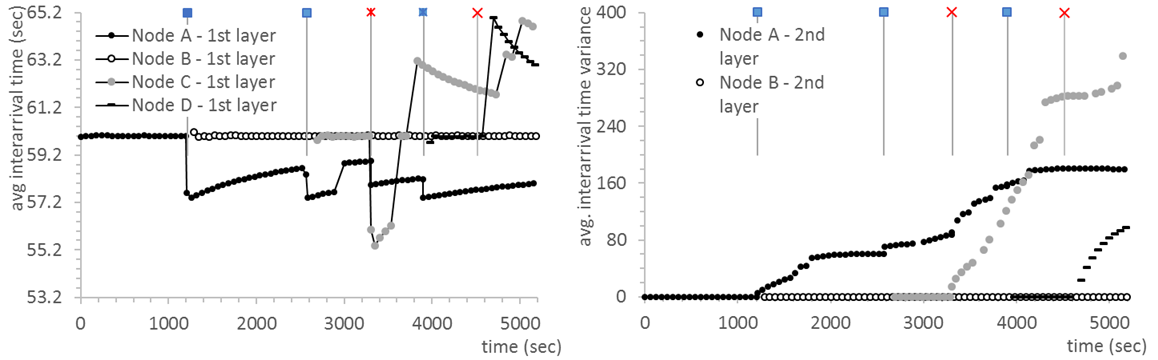 65.2
63.2
61.2
59.2
57.2
55.2
53.2
avg interarrival time (sec)
Node A - 1st layer
Node B - 1st layer
Node C - 1st layer
Node D - 1st layer
0 1000 2000 3000 4000 5000
time (sec)
400
320
240
160
80
0
avg. interarrrival time variance
Node A - 2nd
layer
Node B - 2nd
layer
0 1000 2000 3000 4000 5000
time (sec)